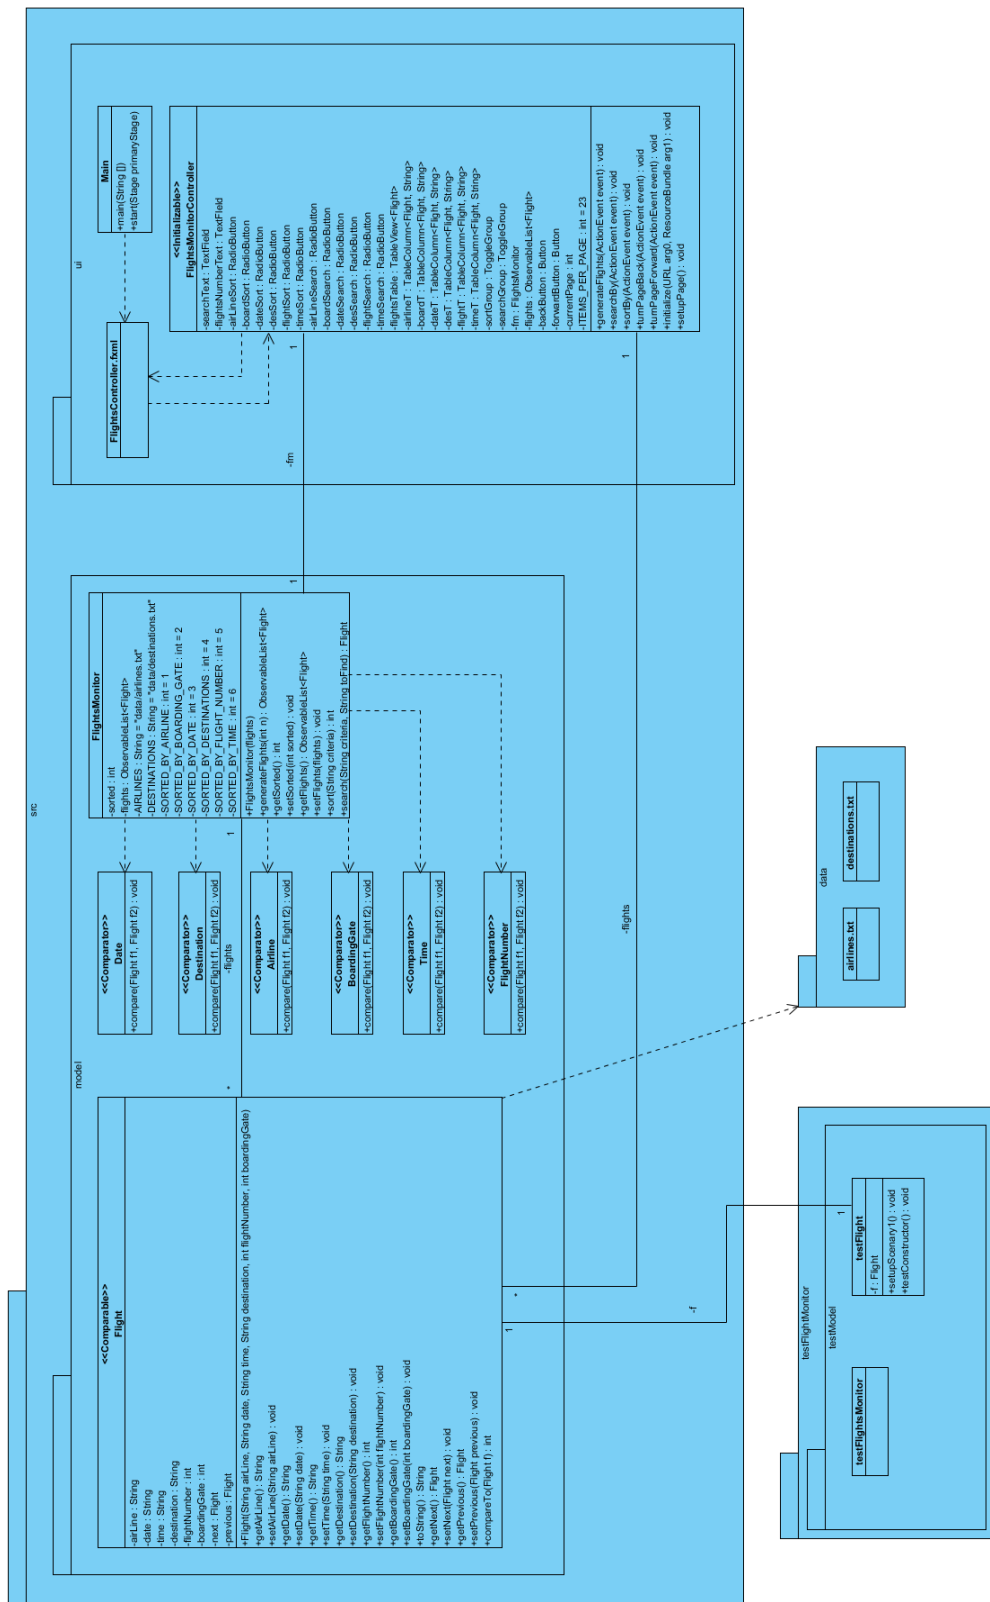 src
model
<<Comparable>>
Flight
-airLine : String
-date : String
-time : String
-destination : String
-flightNumber : int
-boardingGate : int
-next : Flight
-previous : Flight
+Flight(String airLine, String date, String time, String destination, int flightNumber, int boardingGate)
+getAirLine() : String
+setAirLine(String airLine) : void
+getDate() : String
+setDate(String date) : void
+getTime() : String
+setTime(String time) : void
+getDestination() : String
+setDestination(String destination) : void
+getFlightNumber() : int
+setFlightNumber(int flightNumber) : void
+getBoardingGate() : int
+setBoardingGate(int boardingGate) : void
+toString() : String
+getNext() : Flight
+setNext(Flight next) : void
+getPrevious() : Flight
+setPrevious(Flight previous) : void
+compareTo(Flight f) : int
<<Comparator>>
Date
+compare(Flight f1, Flight f2) : void
<<Comparator>>
Destination
+compare(Flight f1, Flight f2) : void
*
-flights
1
<<Comparator>>
Airline
+compare(Flight f1, Flight f2) : void
<<Comparator>>
BoardingGate
+compare(Flight f1, Flight f2) : void
<<Comparator>>
Time
+compare(Flight f1, Flight f2) : void
<<Comparator>>
FlightNumber
+compare(Flight f1, Flight f2) : void
FlightsMonitor
-sorted : int
-flights : ObservableList<Flight>
-AIRLINES : String = "data/airlines.txt"
-DESTINATIONS : String = "data/destinations.txt"
-SORTED_BY_AIRLINE : int = 1
-SORTED_BY_BOARDING_GATE : int = 2
-SORTED_BY_DATE : int = 3
-SORTED_BY_DESTINATIONS : int = 4
-SORTED_BY_FLIGHT_NUMBER : int = 5
-SORTED_BY_TIME : int = 6
+FlightsMonitor(flights)
+generateFlights(int n) : ObservableList<Flight>
+getSorted() : int
+setSorted(int sorted) : void
+getFlights() : ObservableList<Flight>
+setFlights(flights) : void
+sort(String criteria) : int
+search(String criteria, String toFind) : Flight
1
-fm
1
ui
Main
+main(String [])
+start(Stage primaryStage)
FlightsController.fxml
<<Initializable>>
FlightsMonitorController
-searchText : TextField
-flightsNumberText : TextField
-airLineSort : RadioButton
-boardSort : RadioButton
-dateSort : RadioButton
-desSort : RadioButton
-flightSort : RadioButton
-timeSort : RadioButton
-airLineSearch : RadioButton
-boardSearch : RadioButton
-dateSearch : RadioButton
-desSearch : RadioButton
-flightSearch : RadioButton
-timeSearch : RadioButton
-flightsTable : TableView<Flight>
-airlineT : TableColumn<Flight, String>
-boardT : TableColumn<Flight, String>
-dateT : TableColumn<Flight, String>
-desT : TableColumn<Flight, String>
-flightT : TableColumn<Flight, String>
-timeT : TableColumn<Flight, String>
-sortGroup : ToggleGroup
-searchGroup : ToggleGroup
-fm : FlightsMonitor
-flights : ObservableList<Flight>
-backButton : Button
-forwardButton : Button
-currentPage : int
-ITEMS_PER_PAGE : int = 23
+generateFlights(ActionEvent event) : void
+searchBy(ActionEvent event) : void
+sortBy(ActionEvent event) : void
+turnPageBack(ActionEvent event) : void
+turnPageForward(ActionEvent event) : void
+initialize(URL arg0, ResourceBundle arg1) : void
+setupPage() : void
*
-flights
1
1
-f
1
testFlightMonitor
testModel
testFlightsMonitor
testFlight
-f : Flight
+setupScenary1() : void
+testConstructor() : void
data
airlines.txt
destinations.txt